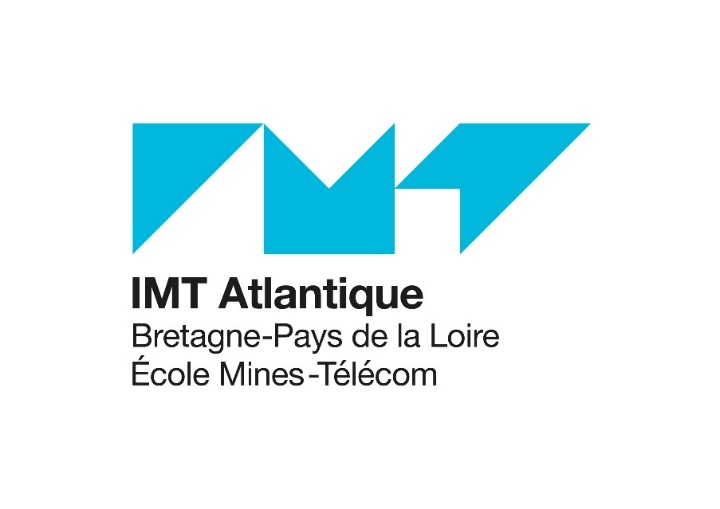 IMT Atlantique
Bretagne-Pays de la Loire
École Mines-Télécom